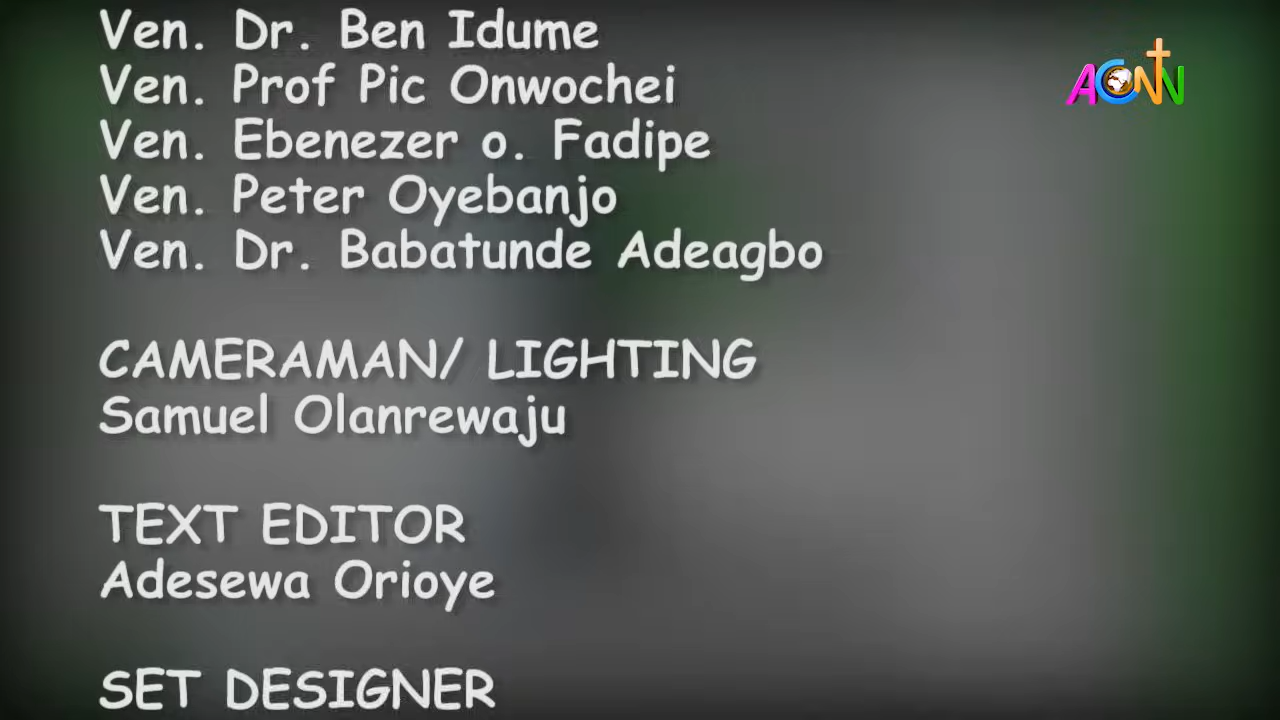 Ven. Dr. Ben Idume
Ven. Prof Pic Onwochei
Ven. Ebenezer o. Fadipe
Ven. Peter Oyebanjo
Ven. Dr. Babatunde Adeagbo
CAMERAMAN/ LIGHTING
Samuel Olanrewaju
TEXT EDITOR
Adesewa Orioye
SET DESIGNER
ACNN